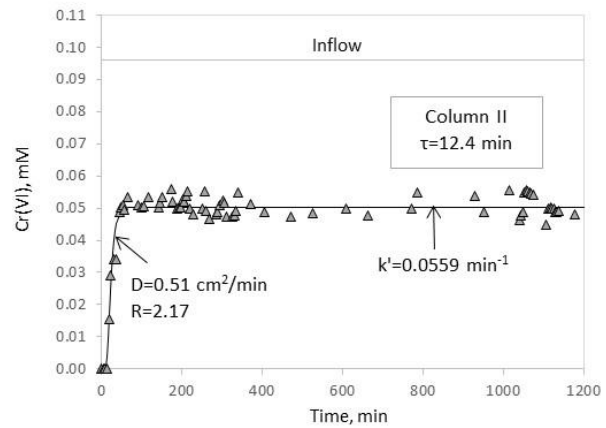 0.11
Inflow
0.10
0.09
Column II
τ=12.4 min
0.08
0.07
Cr(VI), mM
0.06
0.05
0.04
k'=0.0559 min⁻¹
0.03
D=0.51 cm²/min
R=2.17
0.02
0.01
0.00
0 200 400 600 800 1000 1200
Time, min